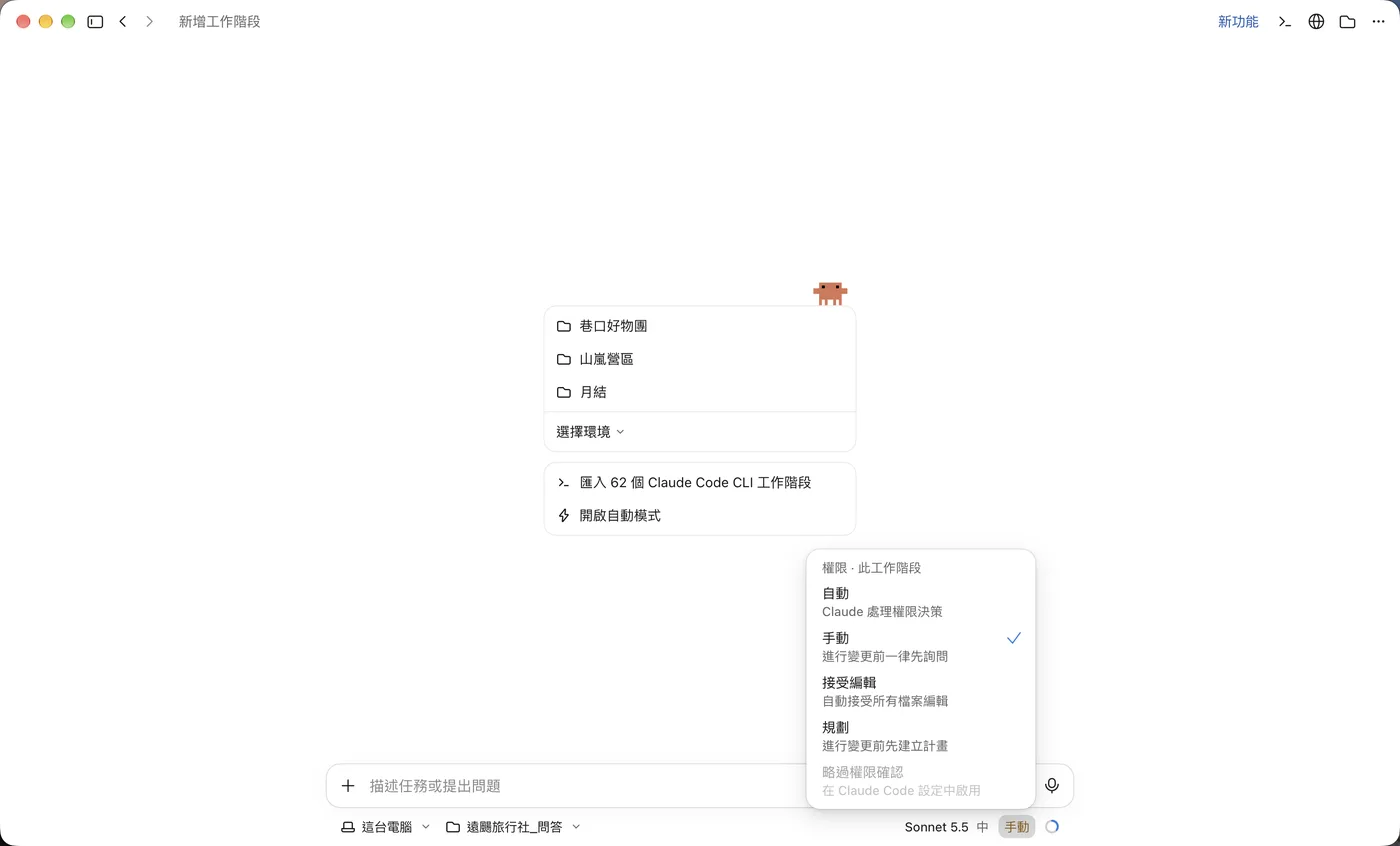 新增工作階段
新功能
巷口好物團
山嵐營區
月結
選擇環境
匯入 62 個 Claude Code CLI 工作階段
開啟自動模式
權限 · 此工作階段
自動
Claude 處理權限決策
手動
進行變更前一律先詢問
接受編輯
自動接受所有檔案編輯
規劃
進行變更前先建立計畫
略過權限確認
在 Claude Code 設定中啟用
描述任務或提出問題
這台電腦
遠颺旅行社_問答
Sonnet 5.5 中
手動